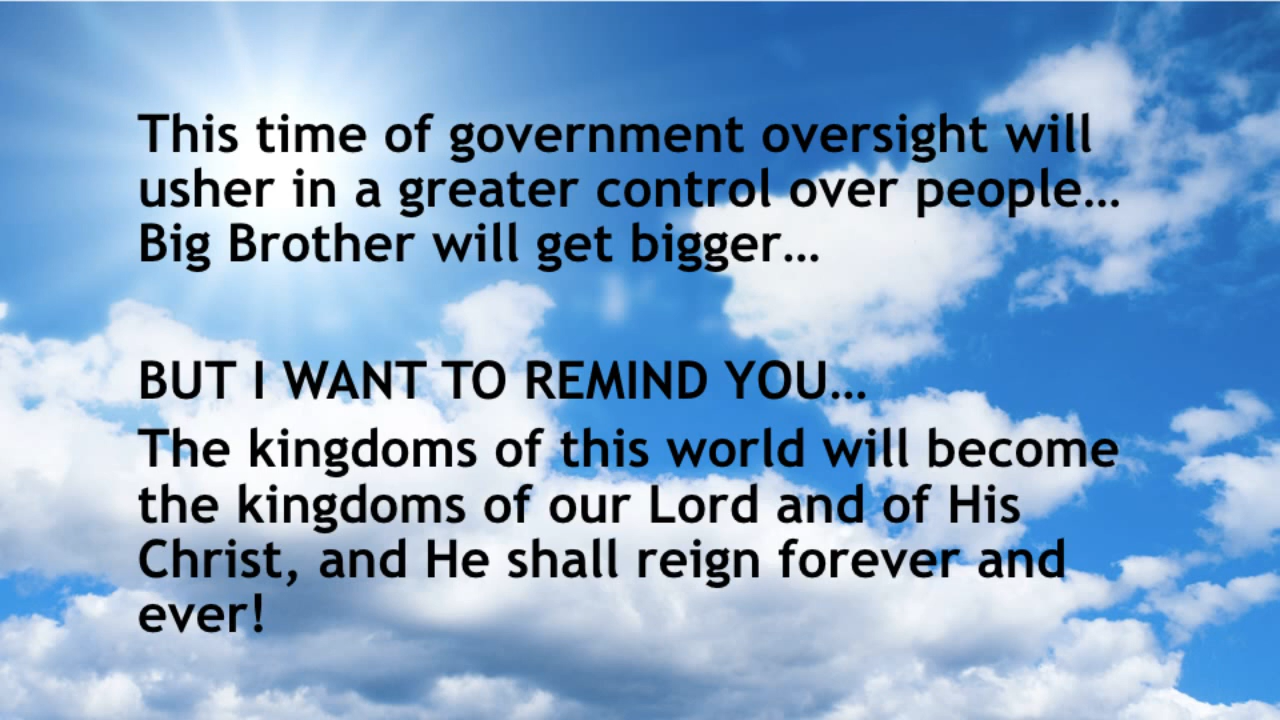 This time of government oversight will
usher in a greater control over people…
Big Brother will get bigger…
BUT I WANT TO REMIND YOU…
The kingdoms of this world will become
the kingdoms of our Lord and of His
Christ, and He shall reign forever and
ever!